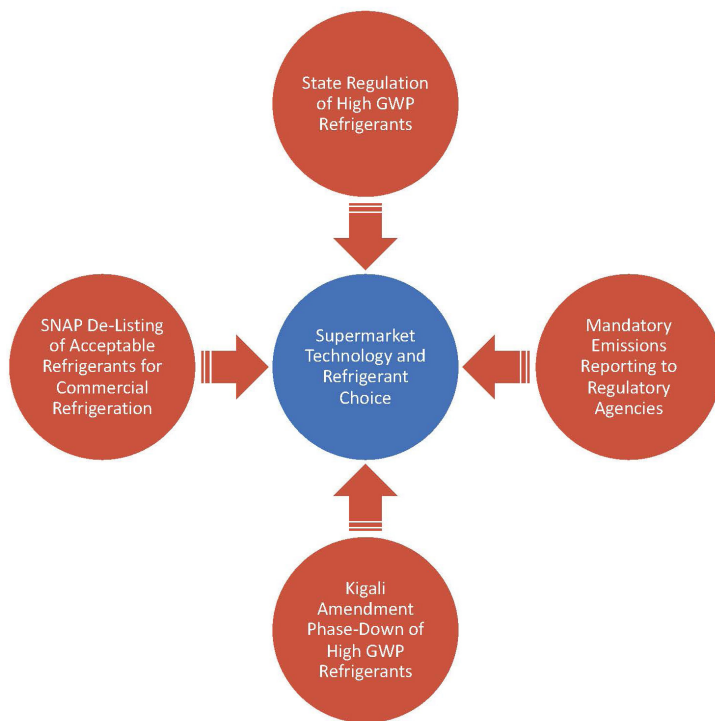 State Regulation
of High GWP
Refrigerants
SNAP De-Listing
of Acceptable
Refrigerants for
Commercial
Refrigeration
Supermarket
Technology and
Refrigerant
Choice
Mandatory
Emissions
Reporting to
Regulatory
Agencies
Kigali
Amendment
Phase-Down of
High GWP
Refrigerants